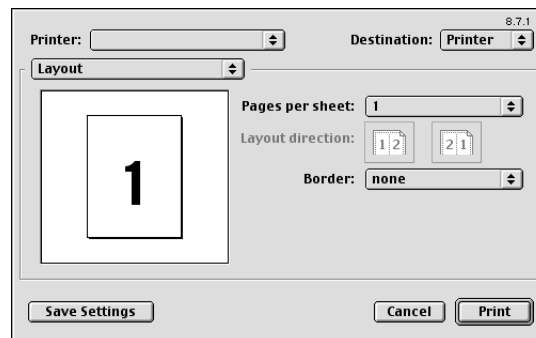 8.7.1
Printer: Destination: Printer
Layout
Pages per sheet: 1
Layout direction: 1 2 2 1
Border: none
1
Save Settings Cancel Print